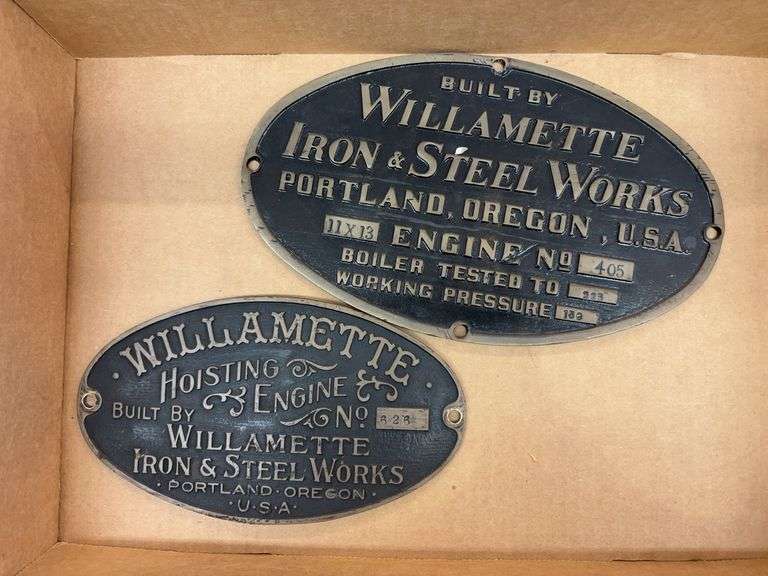 BUILT BY
WILLAMETTE
IRON & STEEL WORKS
PORTLAND, OREGON, U.S.A.
11X13 ENGINE No 405
BOILER TESTED TO
WORKING PRESSURE
· WILLAMETTE ·
HOISTING
ENGINE
BUILT BY No 626
WILLAMETTE
IRON & STEEL WORKS
· PORTLAND · OREGON ·
· U · S · A ·